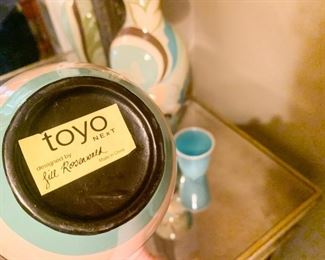 toyo
NExT
designed by
Jill Rosenwald
Made in China